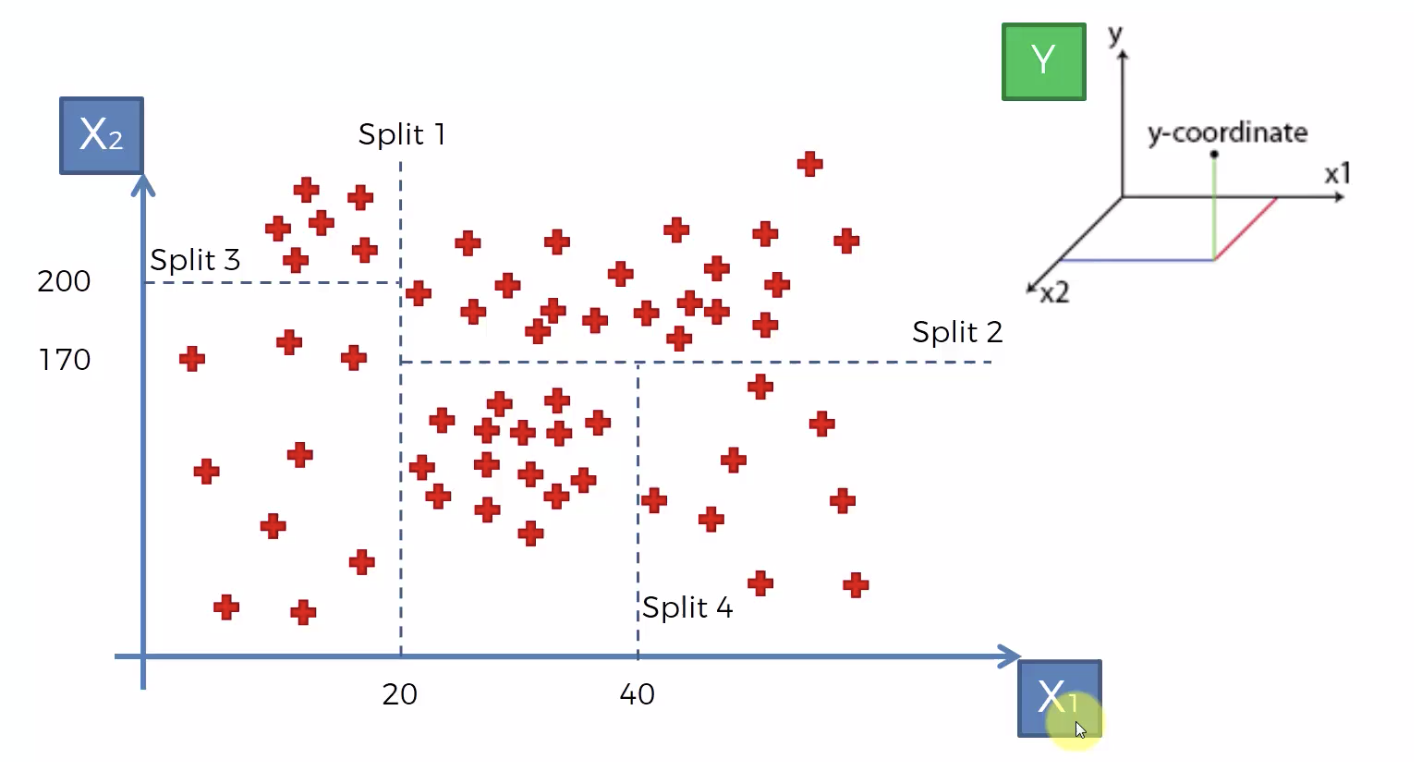 Y
y
X2
Split 1
y-coordinate
x1
Split 3
200
x2
Split 2
170
Split 4
20
40
X1